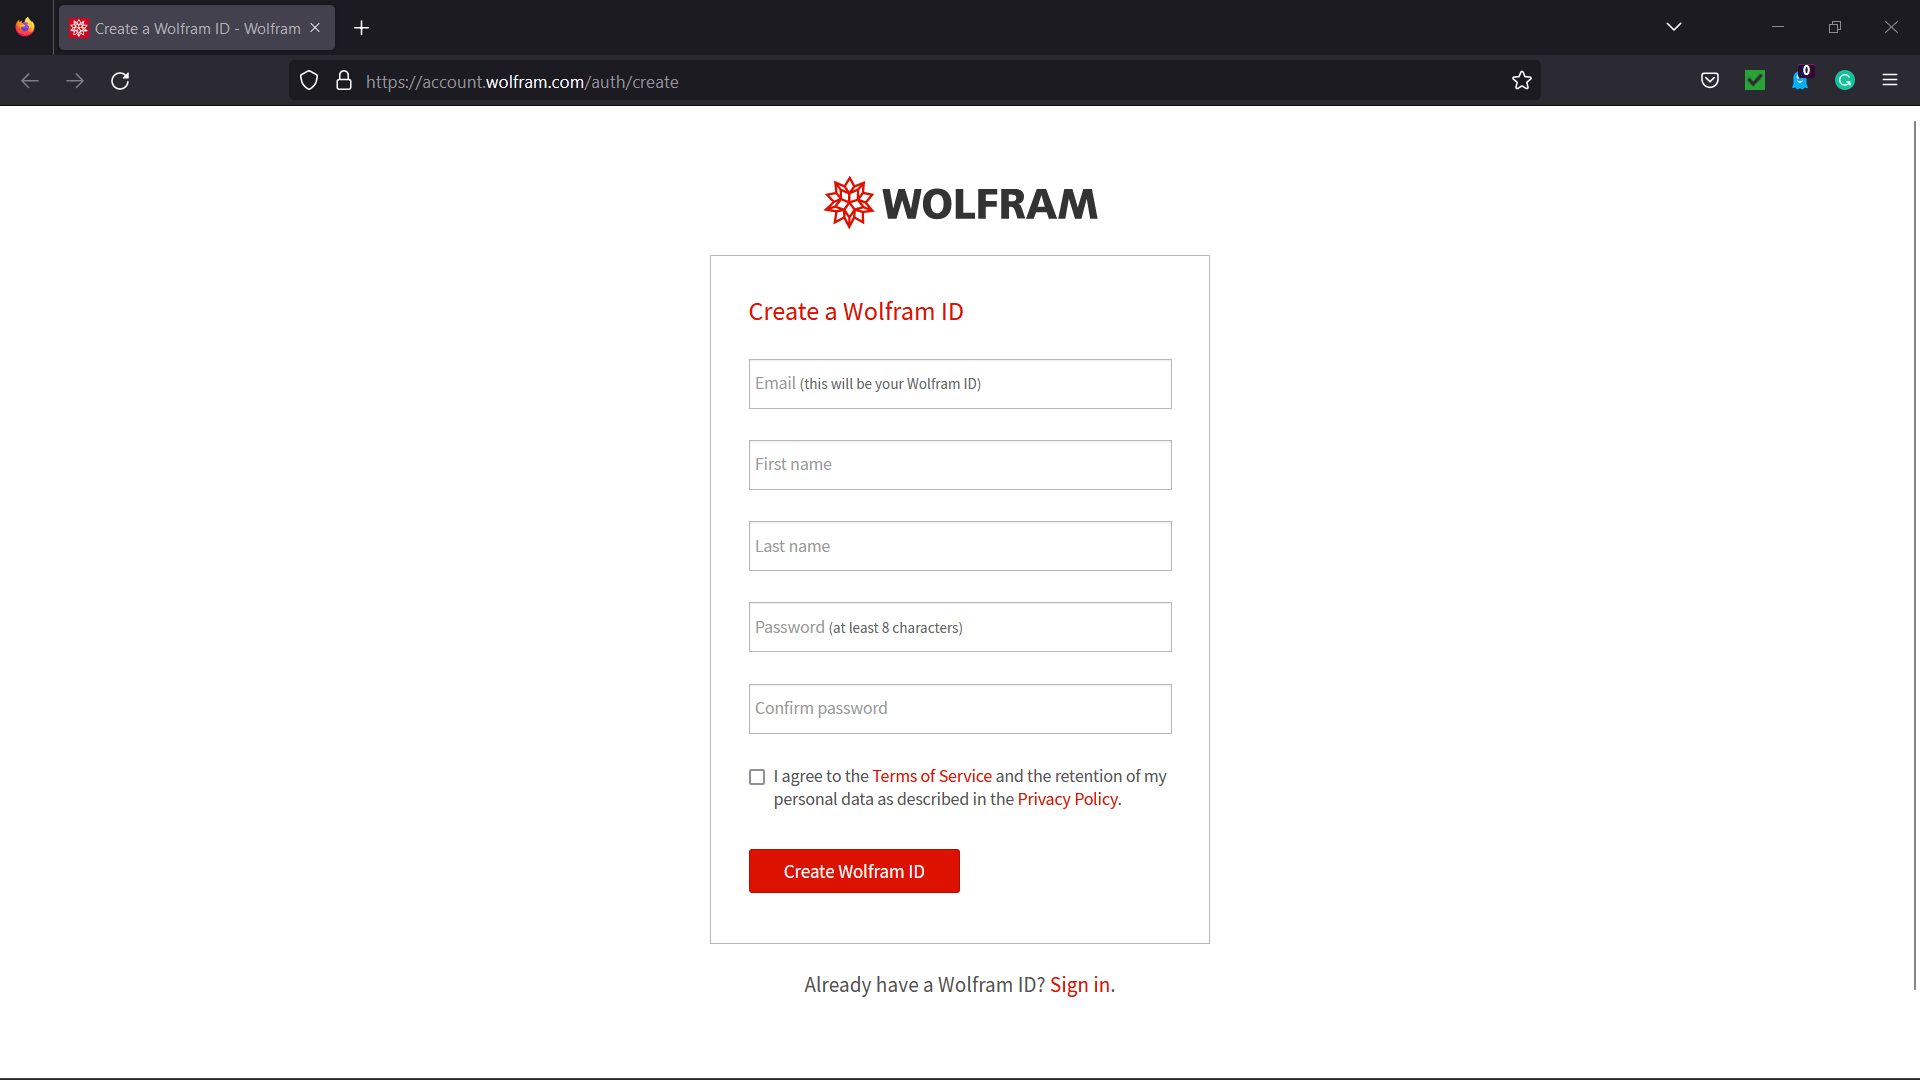 Create a Wolfram ID - Wolfram
https://account.wolfram.com/auth/create
0
WOLFRAM
Create a Wolfram ID
Email (this will be your Wolfram ID)
First name
Last name
Password (at least 8 characters)
Confirm password
I agree to the Terms of Service and the retention of my
personal data as described in the Privacy Policy.
Create Wolfram ID
Already have a Wolfram ID? Sign in.